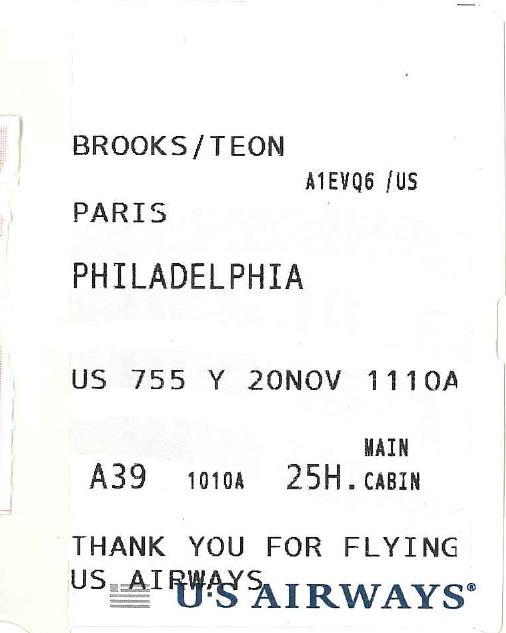 BROOKS/TEON
A1EVQ6 /US
PARIS
PHILADELPHIA
US 755 Y 20NOV 1110A
MAIN
A39 1010A 25H. CABIN
THANK YOU FOR FLYING
US AIRWAYS
U·S AIRWAYS®